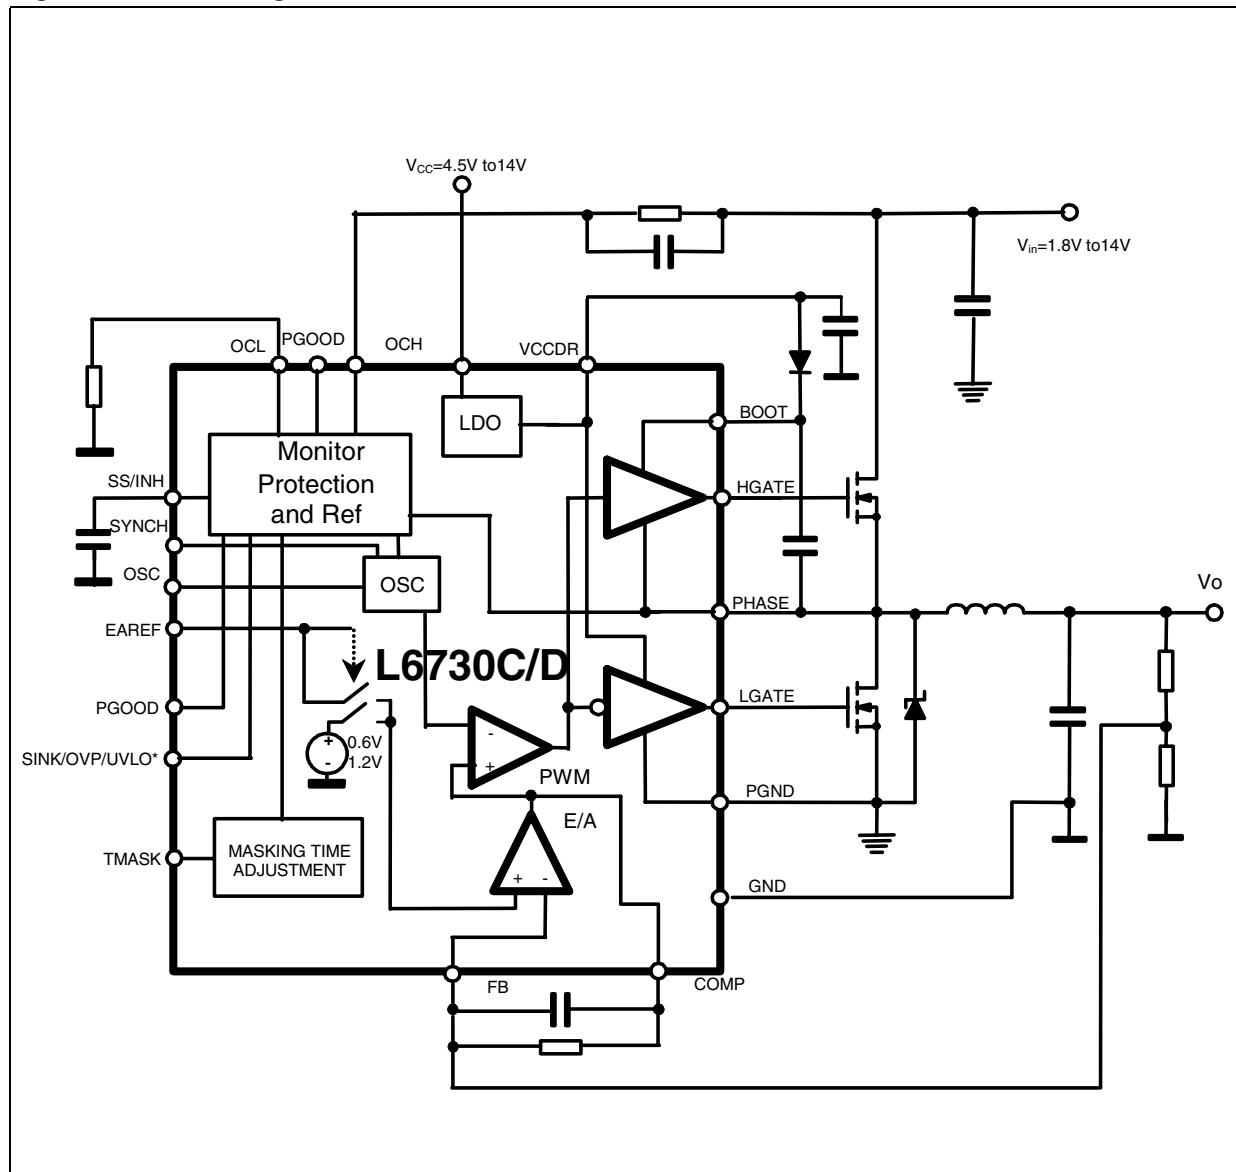 V_CC=4.5V to14V
V_in=1.8V to14V
OCL
PGOOD
OCH
VCCDR
LDO
BOOT
Monitor
Protection
and Ref
SS/INH
HGATE
SYNCH
OSC
OSC
PHASE
Vo
EAREF
L6730C/D
LGATE
PGOOD
+
-
0.6V
1.2V
-
+
SINK/OVP/UVLO*
PWM
PGND
E/A
MASKING TIME
ADJUSTMENT
TMASK
+ -
GND
FB
COMP